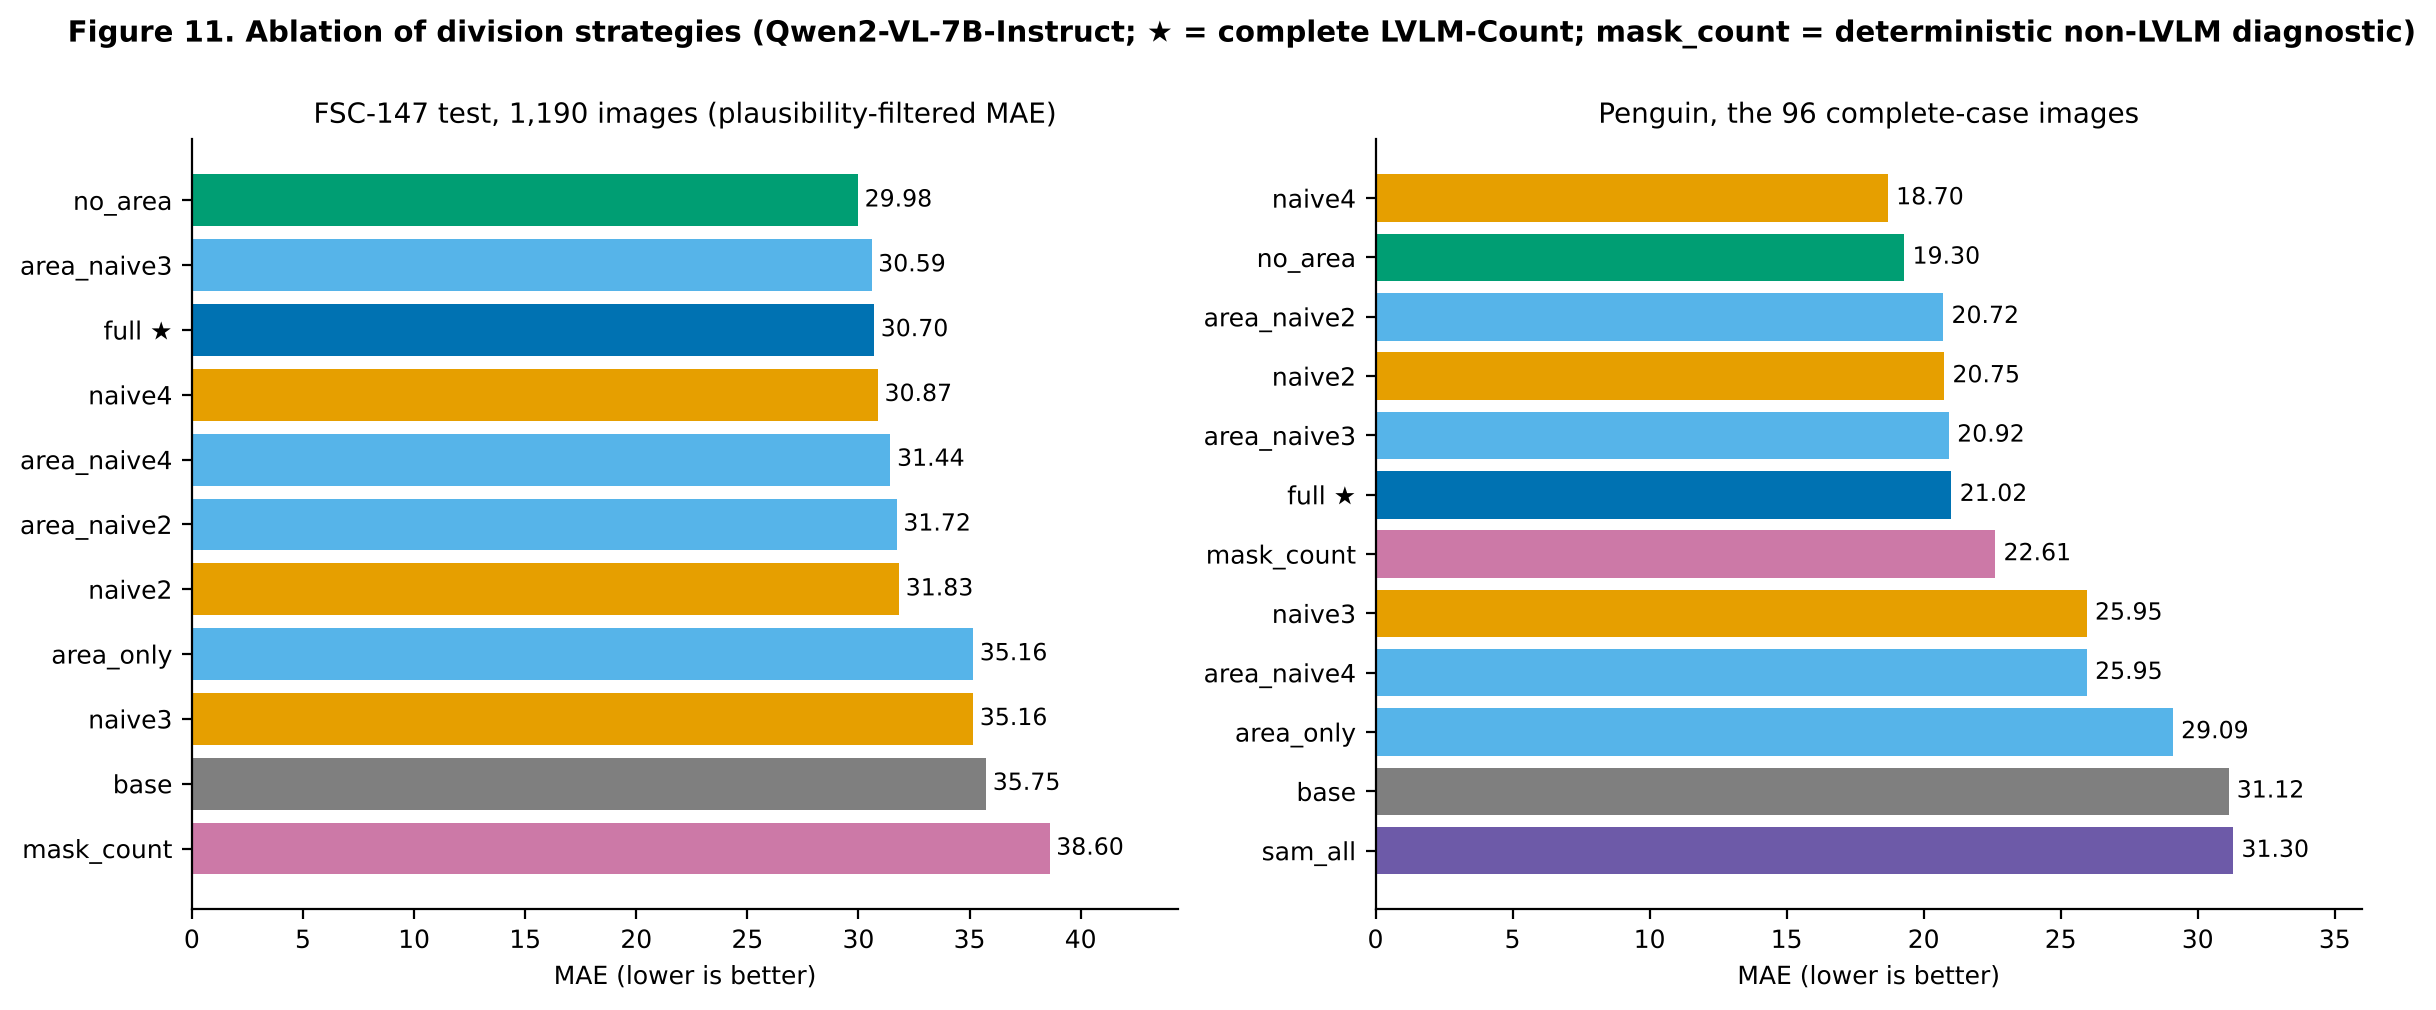 Figure 11. Ablation of division strategies (Qwen2-VL-7B-Instruct; ★ = complete LVLM-Count; mask_count = deterministic non-LVLM diagnostic)
FSC-147 test, 1,190 images (plausibility-filtered MAE)
no_area 29.98
area_naive3 30.59
full ★ 30.70
naive4 30.87
area_naive4 31.44
area_naive2 31.72
naive2 31.83
area_only 35.16
naive3 35.16
base 35.75
mask_count 38.60
0 5 10 15 20 25 30 35 40
MAE (lower is better)
Penguin, the 96 complete-case images
naive4 18.70
no_area 19.30
area_naive2 20.72
naive2 20.75
area_naive3 20.92
full ★ 21.02
mask_count 22.61
naive3 25.95
area_naive4 25.95
area_only 29.09
base 31.12
sam_all 31.30
0 5 10 15 20 25 30 35
MAE (lower is better)